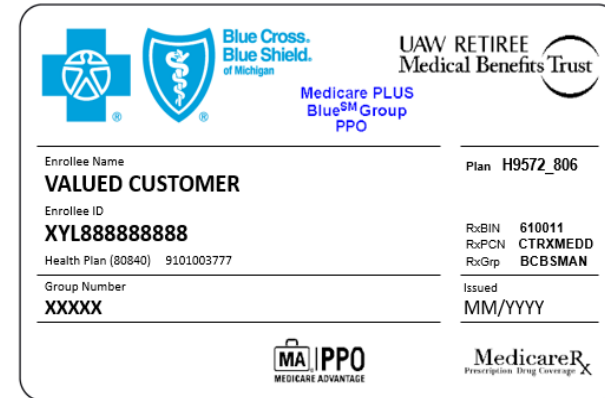 Blue Cross.
Blue Shield.
of Michigan
UAW RETIREE
Medical Benefits Trust
Medicare PLUS
Blue℠ Group
PPO
Enrollee Name
VALUED CUSTOMER
Enrollee ID
XYL888888888
Health Plan (80840) 9101003777
Group Number
XXXXX
Plan H9572_806
RxBIN 610011
RxPCN CTRXMEDD
RxGrp BCBSMAN
Issued
MM/YYYY
MA PPO
MEDICARE ADVANTAGE
MedicareRx
Prescription Drug Coverage